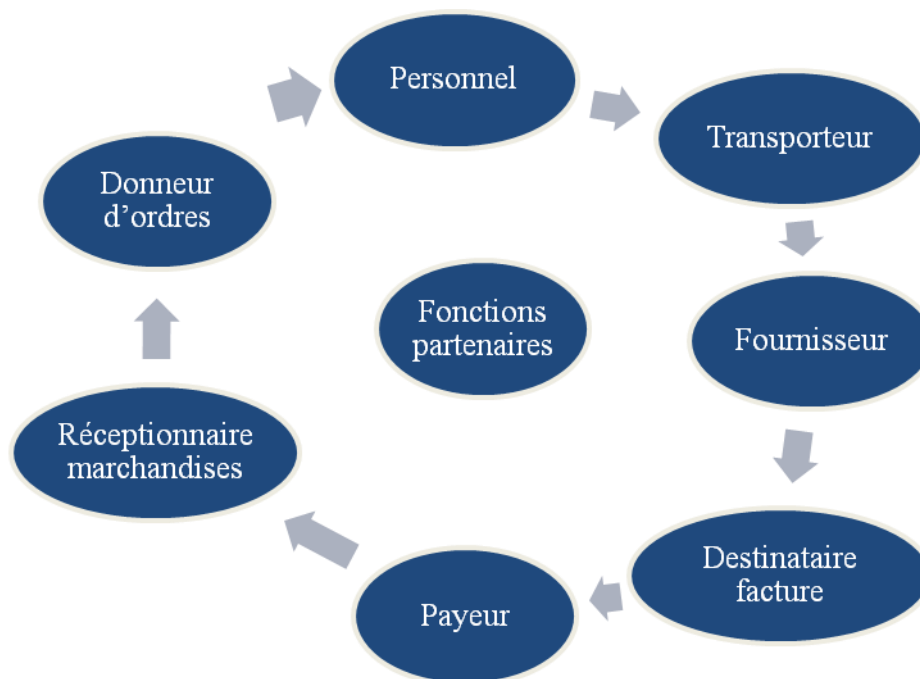 Personnel
Transporteur
Donneur
d’ordres
Fonctions
partenaires
Fournisseur
Réceptionnaire
marchandises
Destinataire
facture
Payeur